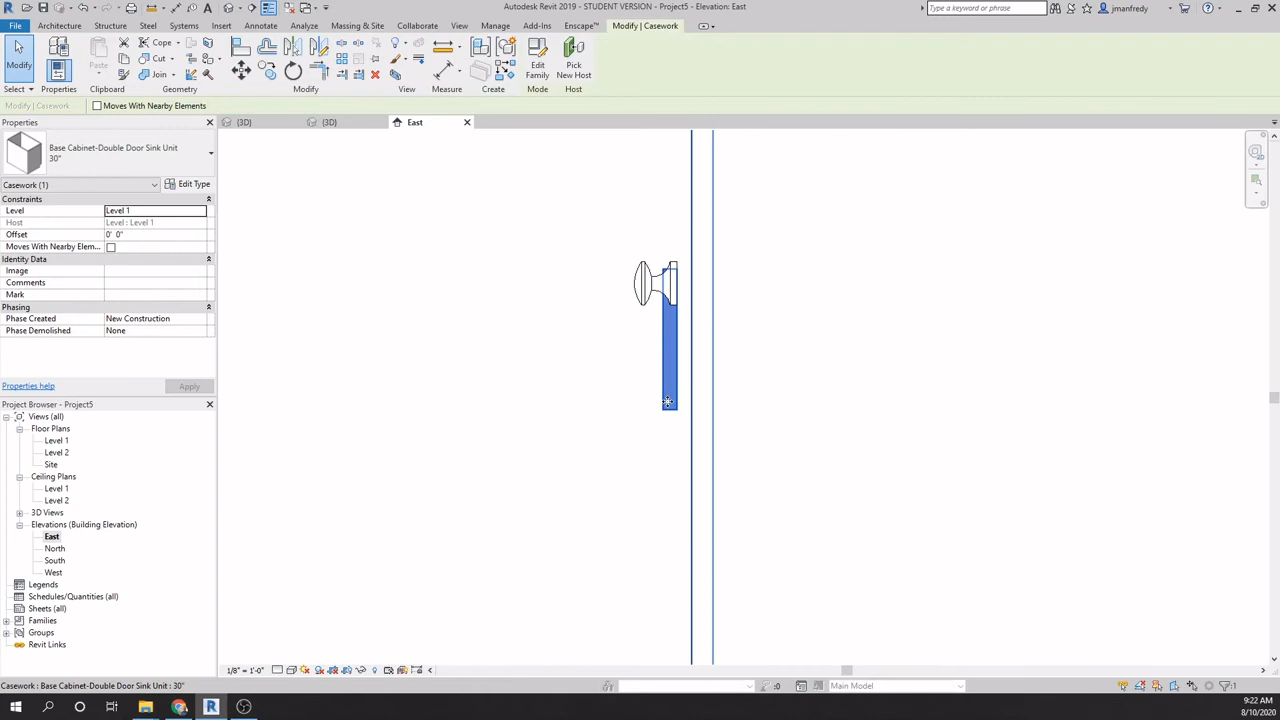 Autodesk Revit 2019 - STUDENT VERSION - Project5 - Elevation: East
Type a keyword or phrase
jmanfredy
File Architecture Structure Steel Systems Insert Annotate Analyze Massing & Site Collaborate View Manage Add-Ins Enscape™ Modify | Casework
Modify
Paste
Cope
Cut
Join
Edit Family
Pick New Host
Select Properties Clipboard Geometry Modify View Measure Create Mode Host
Modify | Casework Moves With Nearby Elements
Properties
{3D} {3D} East
Base Cabinet-Double Door Sink Unit
30"
Casework (1) Edit Type
Constraints
Level Level 1
Host Level : Level 1
Offset 0' 0"
Moves With Nearby Elem...
Identity Data
Image
Comments
Mark
Phasing
Phase Created New Construction
Phase Demolished None
Properties help Apply
Project Browser - Project5
Views (all)
Floor Plans
Level 1
Level 2
Site
Ceiling Plans
Level 1
Level 2
3D Views
Elevations (Building Elevation)
East
North
South
West
Legends
Schedules/Quantities (all)
Sheets (all)
Families
Groups
Revit Links
1/8" = 1'-0"
Casework : Base Cabinet-Double Door Sink Unit : 30"
:0
Main Model
:1
9:22 AM
8/10/2020